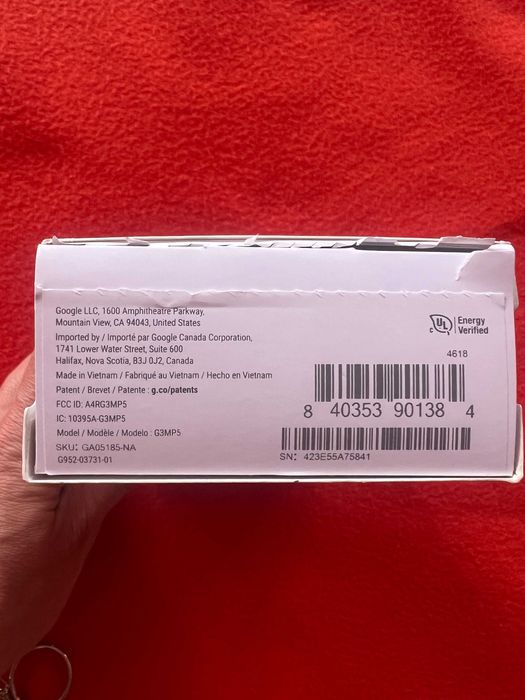 Google LLC, 1600 Amphitheatre Parkway,
Mountain View, CA 94043, United States
Imported by / Importé par Google Canada Corporation,
1741 Lower Water Street, Suite 600
Halifax, Nova Scotia, B3J 0J2, Canada
Made in Vietnam / Fabriqué au Vietnam / Hecho en Vietnam
Patent / Brevet / Patente : g.co/patents
FCC ID: A4RG3MP5
IC: 10395A-G3MP5
Model / Modèle / Modelo : G3MP5
SKU: GA05185-NA
G952-03731-01
c UL Energy
Verified
4618
8 40353 90138 4
SN: 423E55A75841